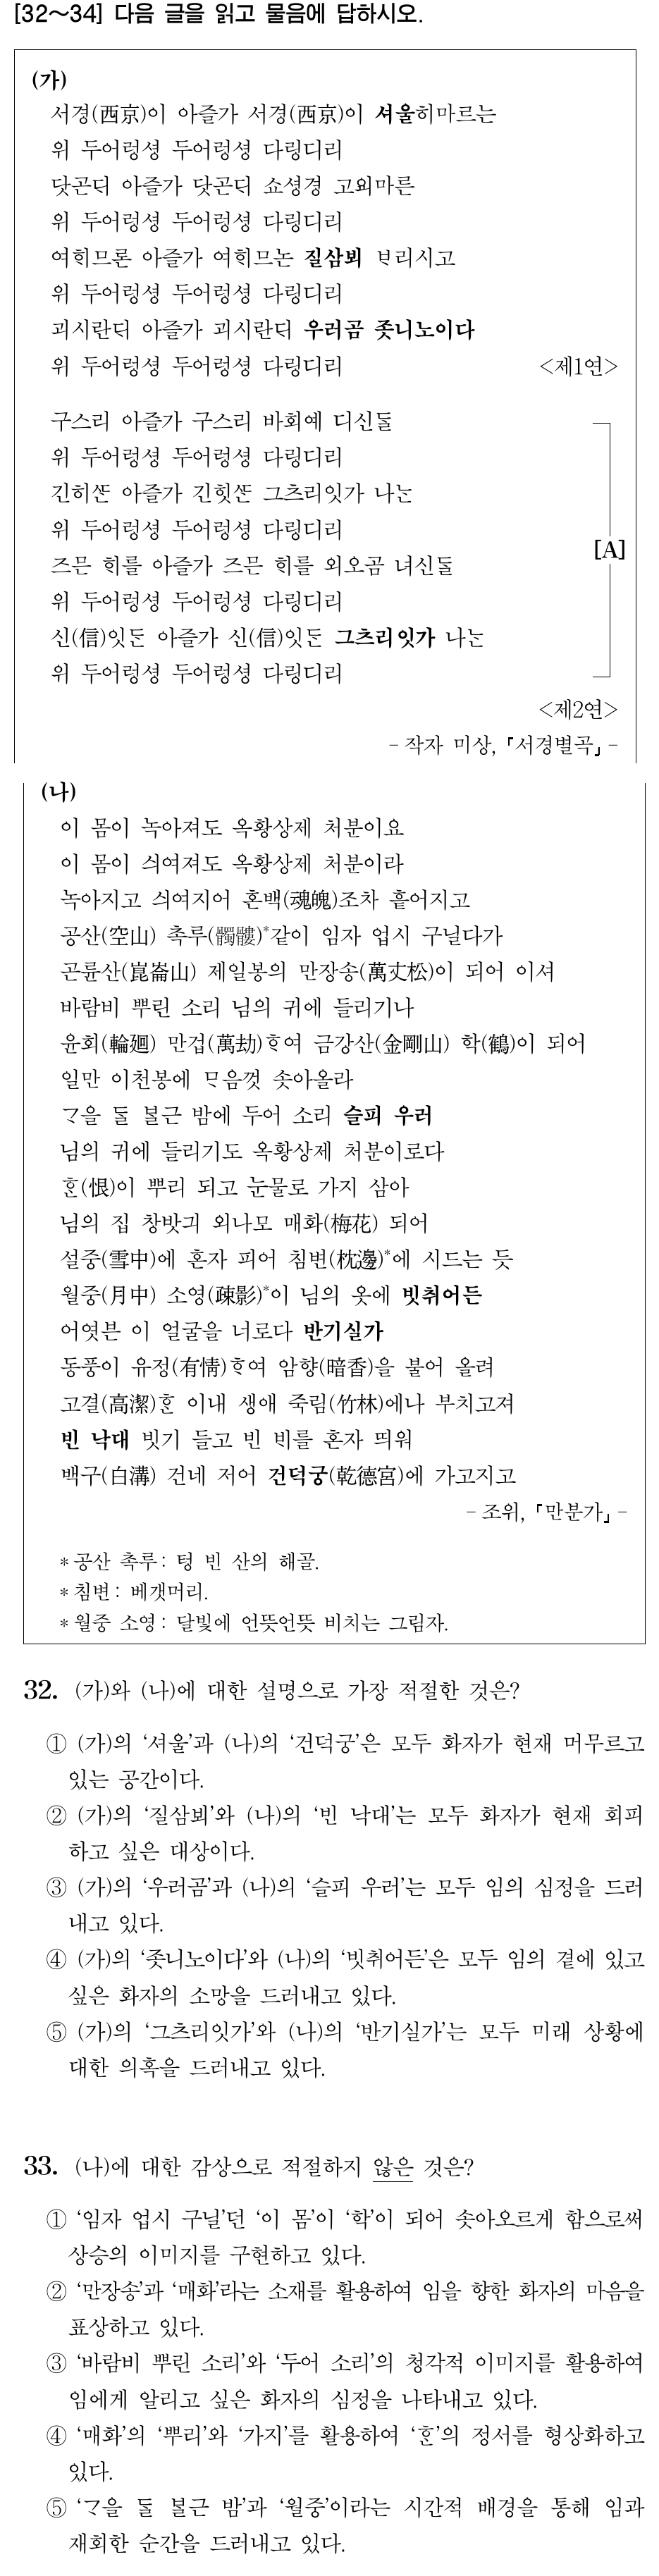 [32～34] 다음 글을 읽고 물음에 답하시오.
(가)
서경(西京)이 아즐가 서경(西京)이 셔울히마르는
위 두어렁셩 두어렁셩 다링디리
닷곤ᄃᆡ 아즐가 닷곤ᄃᆡ 쇼셩경 고ᄋᆈ마른
위 두어렁셩 두어렁셩 다링디리
여ᄒᆡ므론 아즐가 여ᄒᆡ므논 질삼뵈 ᄇᆞ리시고
위 두어렁셩 두어렁셩 다링디리
괴시란ᄃᆡ 아즐가 괴시란ᄃᆡ 우러곰 좃니노이다
위 두어렁셩 두어렁셩 다링디리 <제1연>
구스리 아즐가 구스리 바회예 디신ᄃᆞᆯ
위 두어렁셩 두어렁셩 다링디리
긴히ᄯᆞᆫ 아즐가 긴힛ᄯᆞᆫ 그츠리잇가 나ᄂᆞᆫ
위 두어렁셩 두어렁셩 다링디리
[A]
즈믄 ᄒᆡ를 아즐가 즈믄 ᄒᆡ를 외오곰 녀신ᄃᆞᆯ
위 두어렁셩 두어렁셩 다링디리
신(信)잇ᄃᆞᆫ 아즐가 신(信)잇ᄃᆞᆫ 그츠리잇가 나ᄂᆞᆫ
위 두어렁셩 두어렁셩 다링디리
<제2연>
- 작자 미상, 「서경별곡」 -
(나)
이 몸이 녹아져도 옥황상제 처분이요
이 몸이 싀여져도 옥황상제 처분이라
녹아지고 싀여지어 혼백(魂魄)조차 흩어지고
공산(空山) 촉루(髑髏)*같이 임자 업시 구닐다가
곤륜산(崑崙山) 제일봉의 만장송(萬丈松)이 되어 이셔
바람비 뿌린 소리 님의 귀에 들리기나
윤회(輪廻) 만겁(萬劫)ᄒᆞ여 금강산(金剛山) 학(鶴)이 되어
일만 이천봉에 ᄆᆞ음껏 솟아올라
ᄀᆞ을 ᄃᆞᆯ ᄇᆞᆯ근 밤에 두어 소리 슬피 우러
님의 귀에 들리기도 옥황상제 처분이로다
ᄒᆞᆫ(恨)이 뿌리 되고 눈물로 가지 삼아
님의 집 창밧긔 외나모 매화(梅花) 되어
설중(雪中)에 혼자 피어 침변(枕邊)*에 시드는 듯
월중(月中) 소영(疎影)*이 님의 옷에 빗취어든
어엿븐 이 얼굴을 너로다 반기실가
동풍이 유정(有情)ᄒᆞ여 암향(暗香)을 불어 올려
고결(高潔)ᄒᆞᆫ 이내 생애 죽림(竹林)에나 부치고져
빈 낙대 빗기 들고 빈 ᄇᆡ를 혼자 띄워
백구(白溝) 건네 저어 건덕궁(乾德宮)에 가고지고
- 조위, 「만분가」 -
* 공산 촉루 : 텅 빈 산의 해골.
* 침변 : 베갯머리.
* 월중 소영 : 달빛에 언뜻언뜻 비치는 그림자.
32. (가)와 (나)에 대한 설명으로 가장 적절한 것은?
① (가)의 ‘셔울’과 (나)의 ‘건덕궁’은 모두 화자가 현재 머무르고
있는 공간이다.
② (가)의 ‘질삼뵈’와 (나)의 ‘빈 낙대’는 모두 화자가 현재 회피
하고 싶은 대상이다.
③ (가)의 ‘우러곰’과 (나)의 ‘슬피 우러’는 모두 임의 심정을 드러
내고 있다.
④ (가)의 ‘좃니노이다’와 (나)의 ‘빗취어든’은 모두 임의 곁에 있고
싶은 화자의 소망을 드러내고 있다.
⑤ (가)의 ‘그츠리잇가’와 (나)의 ‘반기실가’는 모두 미래 상황에
대한 의혹을 드러내고 있다.
33. (나)에 대한 감상으로 적절하지 않은 것은?
① ‘임자 업시 구닐’던 ‘이 몸’이 ‘학’이 되어 솟아오르게 함으로써
상승의 이미지를 구현하고 있다.
② ‘만장송’과 ‘매화’라는 소재를 활용하여 임을 향한 화자의 마음을
표상하고 있다.
③ ‘바람비 뿌린 소리’와 ‘두어 소리’의 청각적 이미지를 활용하여
임에게 알리고 싶은 화자의 심정을 나타내고 있다.
④ ‘매화’의 ‘뿌리’와 ‘가지’를 활용하여 ‘ᄒᆞᆫ’의 정서를 형상화하고
있다.
⑤ ‘ᄀᆞ을 ᄃᆞᆯ ᄇᆞᆯ근 밤’과 ‘월중’이라는 시간적 배경을 통해 임과
재회한 순간을 드러내고 있다.